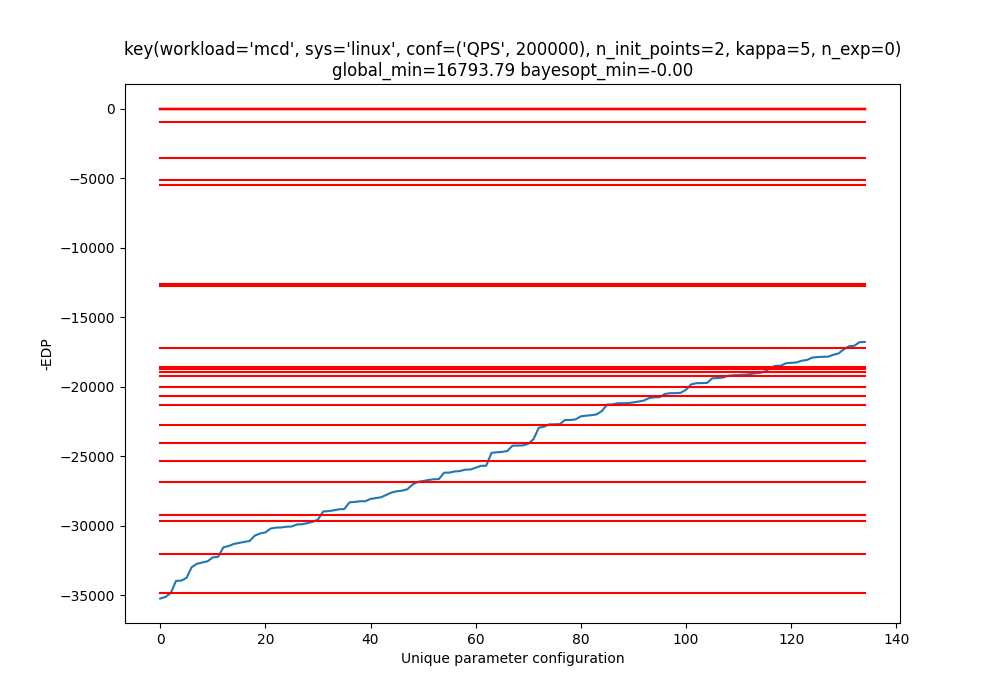 key(workload='mcd', sys='linux', conf=('QPS', 200000), n_init_points=2, kappa=5, n_exp=0)
global_min=16793.79 bayesopt_min=-0.00
0
−5000
−10000
−15000
−20000
−25000
−30000
−35000
-EDP
0 20 40 60 80 100 120 140
Unique parameter configuration